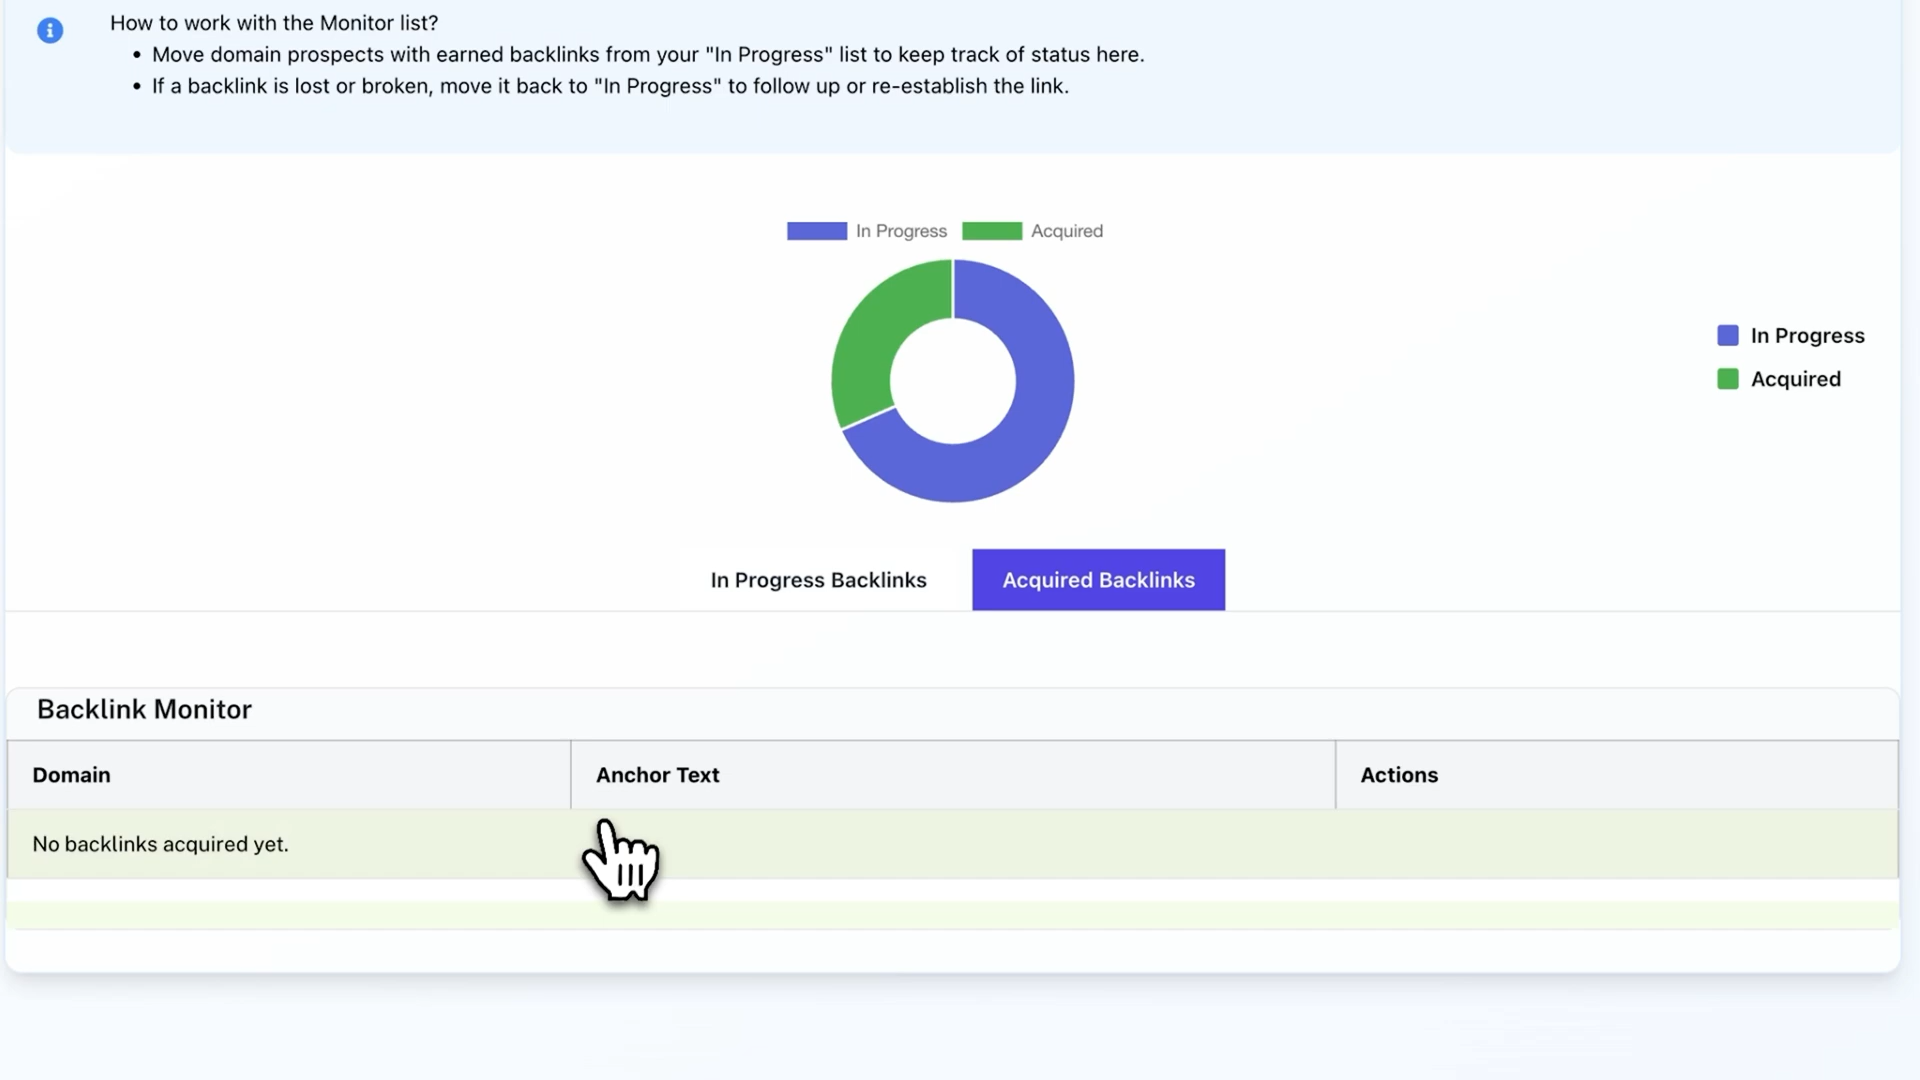 How to work with the Monitor list?
• Move domain prospects with earned backlinks from your "In Progress" list to keep track of status here.
• If a backlink is lost or broken, move it back to "In Progress" to follow up or re-establish the link.
In Progress Acquired
In Progress
Acquired
In Progress Backlinks Acquired Backlinks
Backlink Monitor
Domain Anchor Text Actions
No backlinks acquired yet.